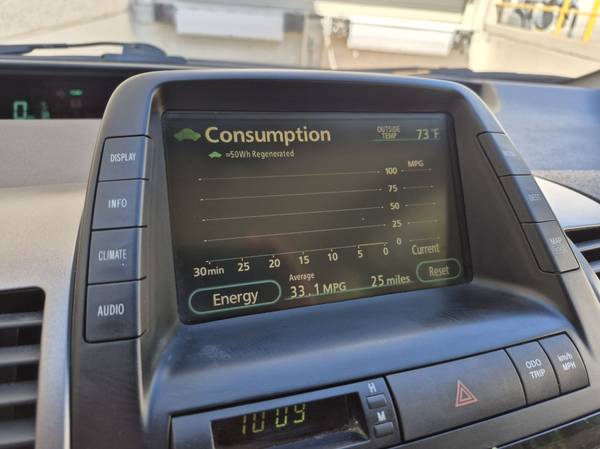 Consumption
OUTSIDE TEMP 73°F
=50Wh Regenerated
MPG
100
75
50
25
0
30min 25 20 15 10 5 0
Current
Average
33.1 MPG 25 miles
Energy
Reset
DISPLAY
INFO
CLIMATE
AUDIO
DEST
MAP
H
M
10:09
ODO TRIP
km/h MPH